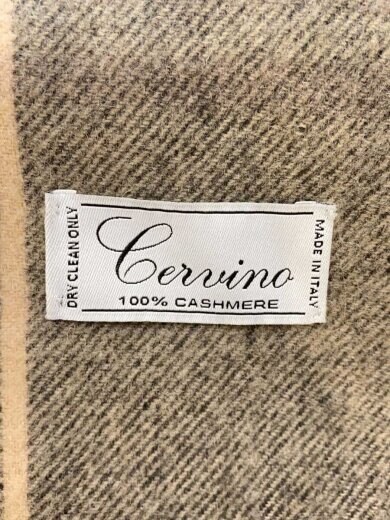 DRY CLEAN ONLY
Cervino
100% CASHMERE
MADE IN ITALY